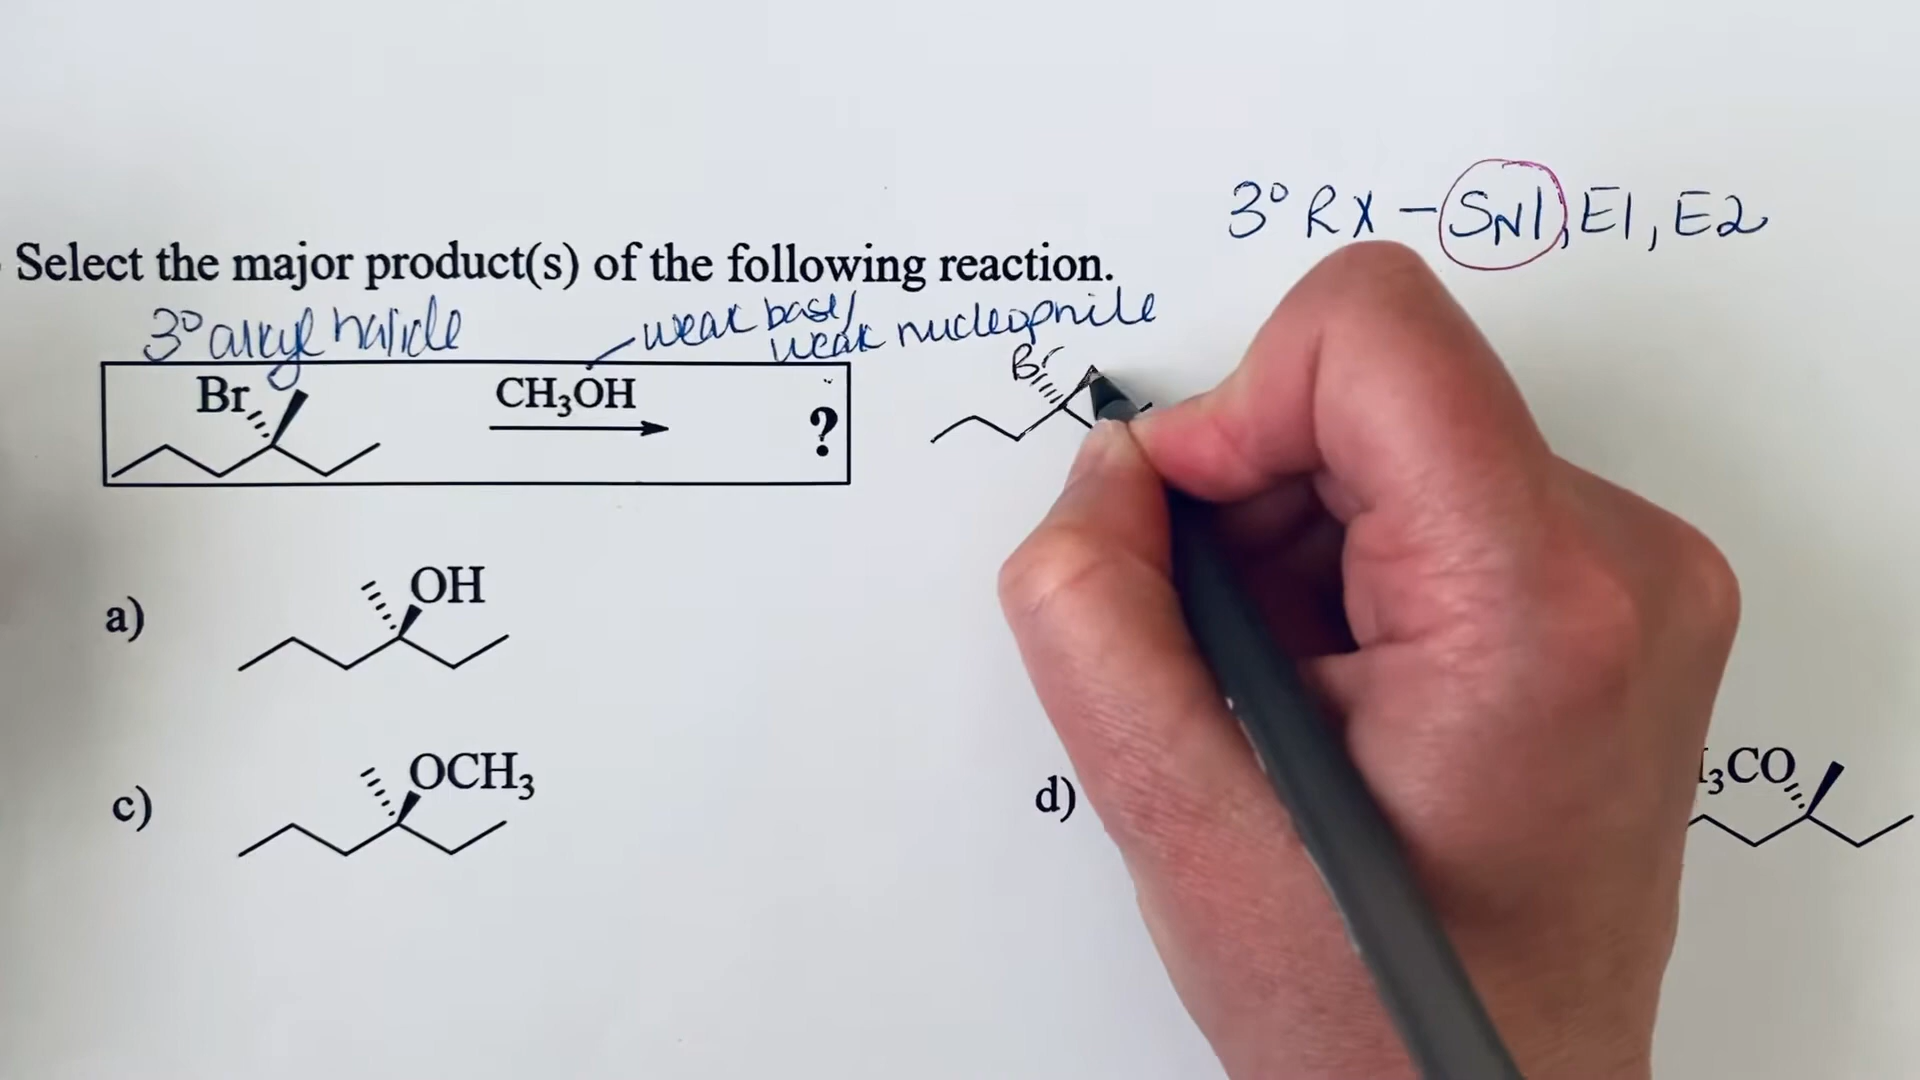 3° RX - SN1, E1, E2
Select the major product(s) of the following reaction.
3° alkyl halide
weak base/
weak nucleophile
Br
CH₃OH
?
Br
a)
OH
c)
OCH₃
d)
₃CO